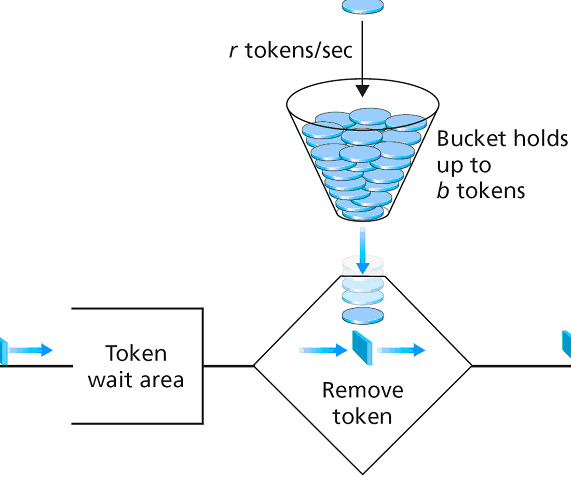 r tokens/sec
Bucket holds
up to
b tokens
Token
wait area
Remove
token